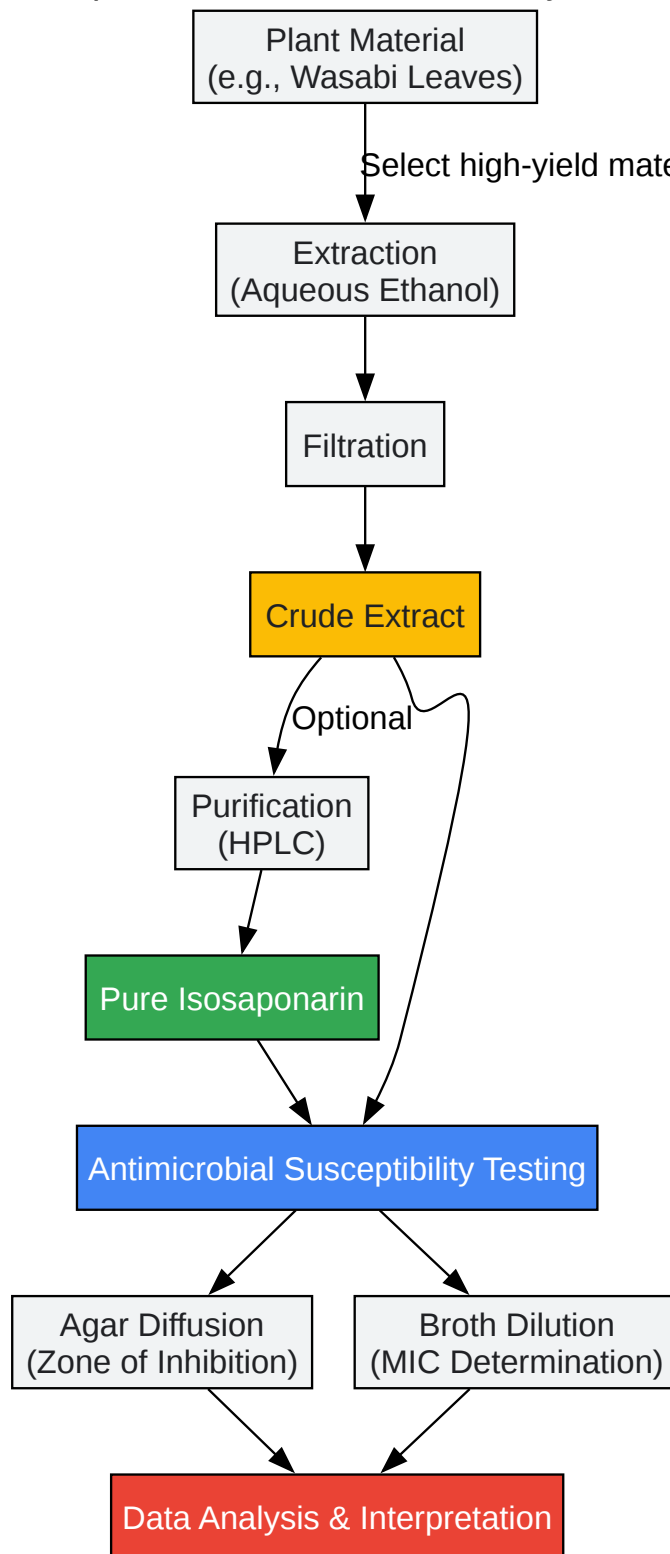 Plant Material
(e.g., Wasabi Leaves)
Select high-yield
Extraction
(Aqueous Ethanol)
Filtration
Crude Extract
Optional
Purification
(HPLC)
Pure Isosaponarin
Antimicrobial Susceptibility Testing
Agar Diffusion
(Zone of Inhibition)
Broth Dilution
(MIC Determination)
Data Analysis & Interpretation